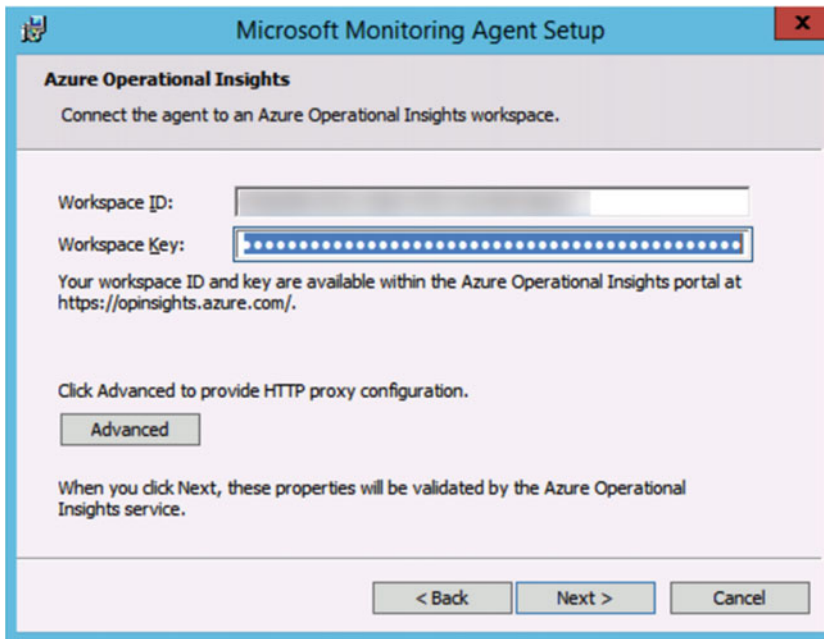 Microsoft Monitoring Agent Setup
x
Azure Operational Insights
Connect the agent to an Azure Operational Insights workspace.
Workspace ID:
Workspace Key:
Your workspace ID and key are available within the Azure Operational Insights portal at
https://opinsights.azure.com/.
Click Advanced to provide HTTP proxy configuration.
Advanced
When you click Next, these properties will be validated by the Azure Operational
Insights service.
< Back Next > Cancel